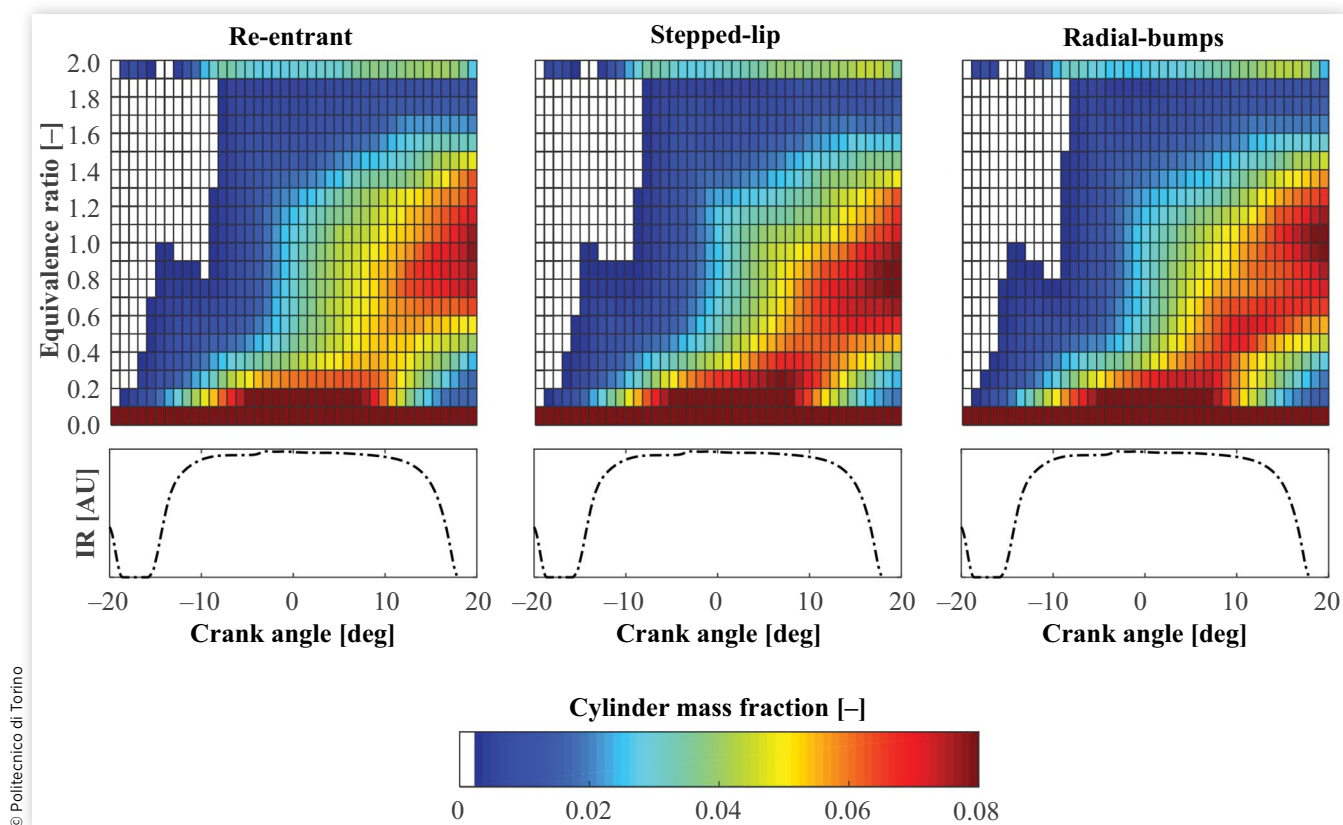 Re-entrant
Stepped-lip
Radial-bumps
Equivalence ratio [–]
2.0
1.8
1.6
1.4
1.2
1.0
0.8
0.6
0.4
0.2
0.0
IR [AU]
–20 –10 0 10 20
–20 –10 0 10 20
–20 –10 0 10 20
Crank angle [deg]
Crank angle [deg]
Crank angle [deg]
Cylinder mass fraction [–]
0 0.02 0.04 0.06 0.08
© Politecnico di Torino